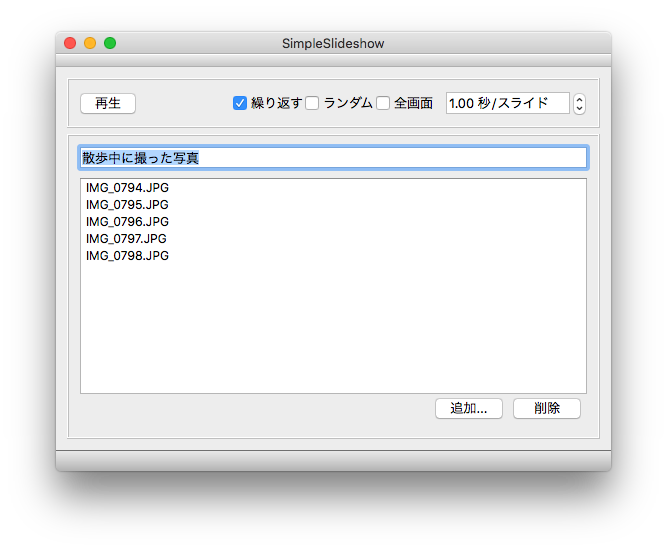 SimpleSlideshow
再生 繰り返す ランダム 全画面 1.00 秒/スライド
散歩中に撮った写真
IMG_0794.JPG
IMG_0795.JPG
IMG_0796.JPG
IMG_0797.JPG
IMG_0798.JPG
追加... 削除